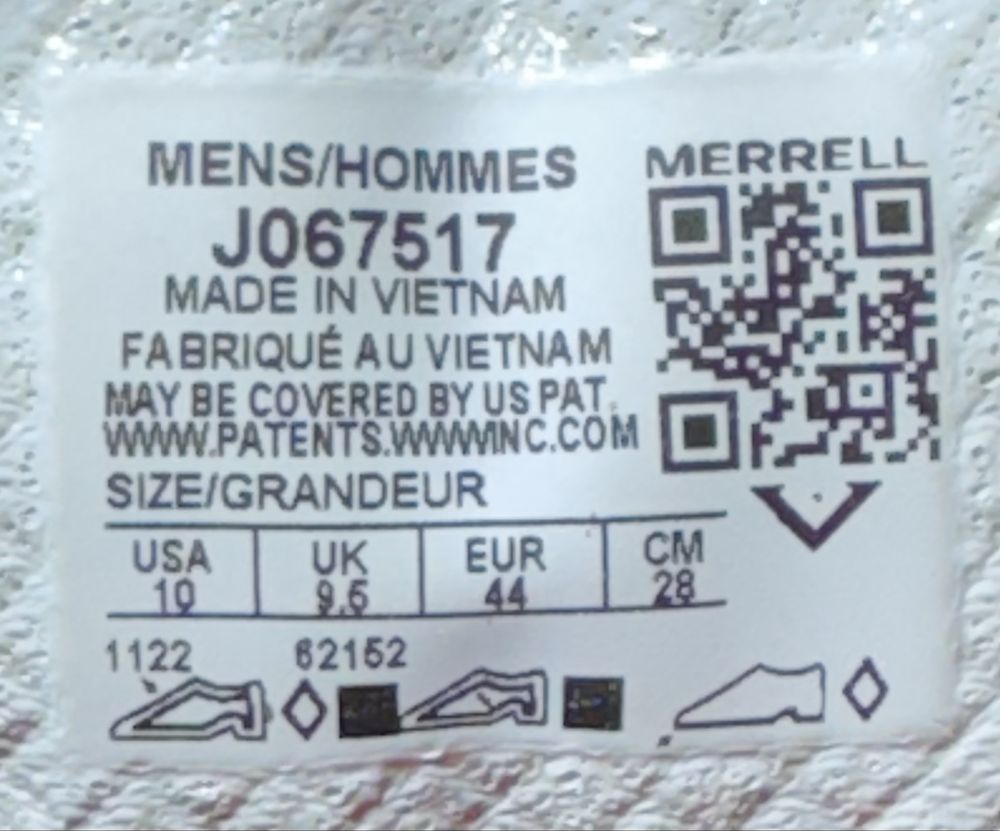 MENS/HOMMES
J067517
MADE IN VIETNAM
FABRIQUÉ AU VIETNAM
MAY BE COVERED BY US PAT.
WWW.PATENTS.WWWINC.COM
MERRELL
SIZE/GRANDEUR
USA UK EUR CM
10 9.5 44 28
1122 62152